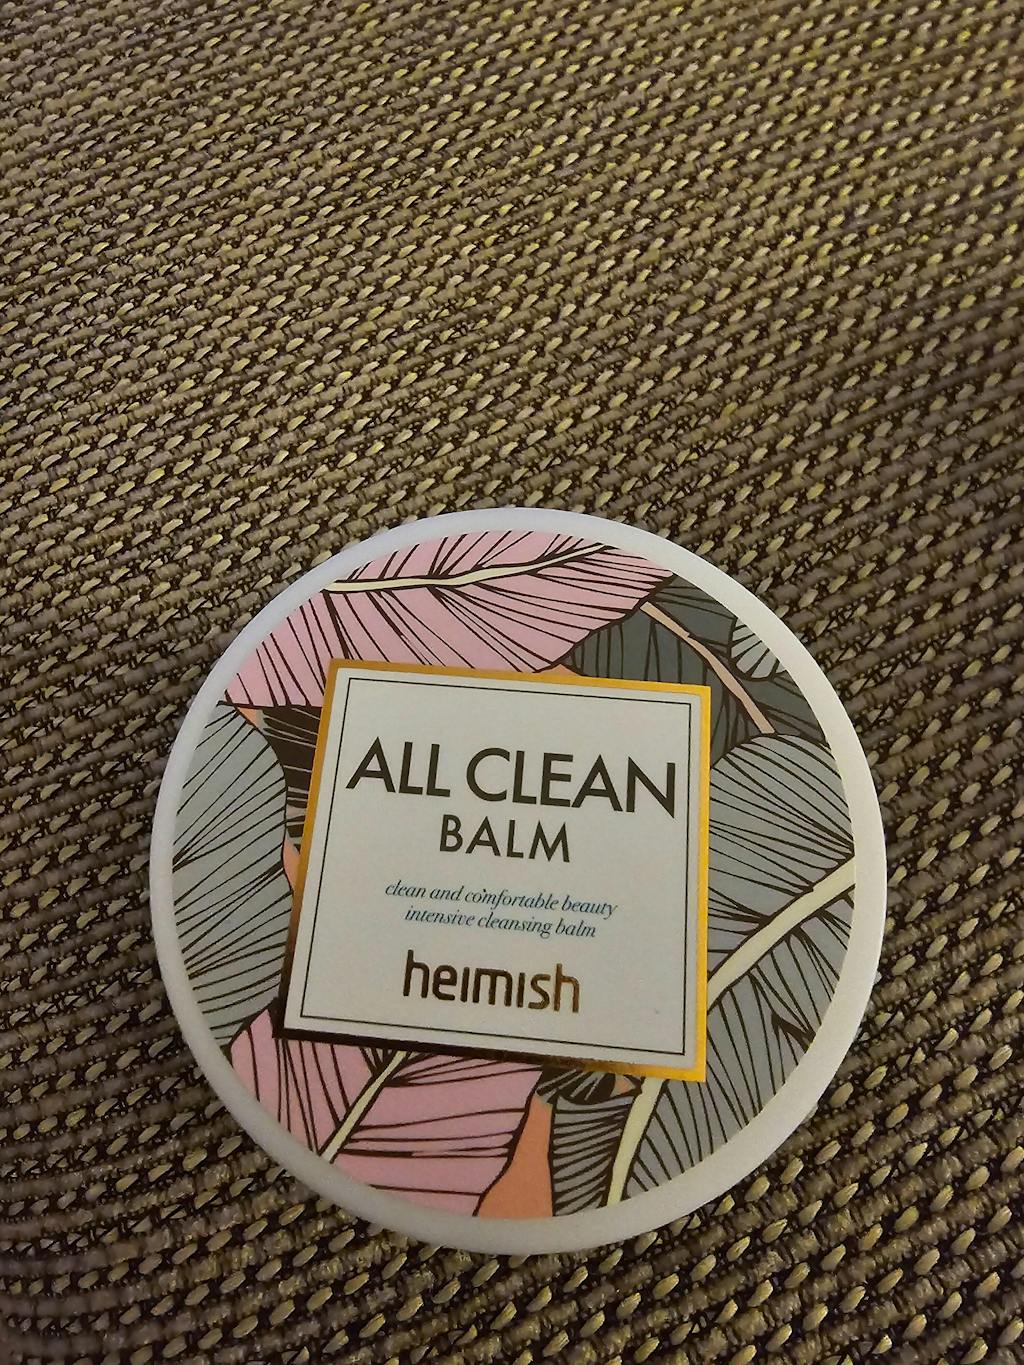 ALL CLEAN
BALM
clean and comfortable beauty
intensive cleansing balm
heimish